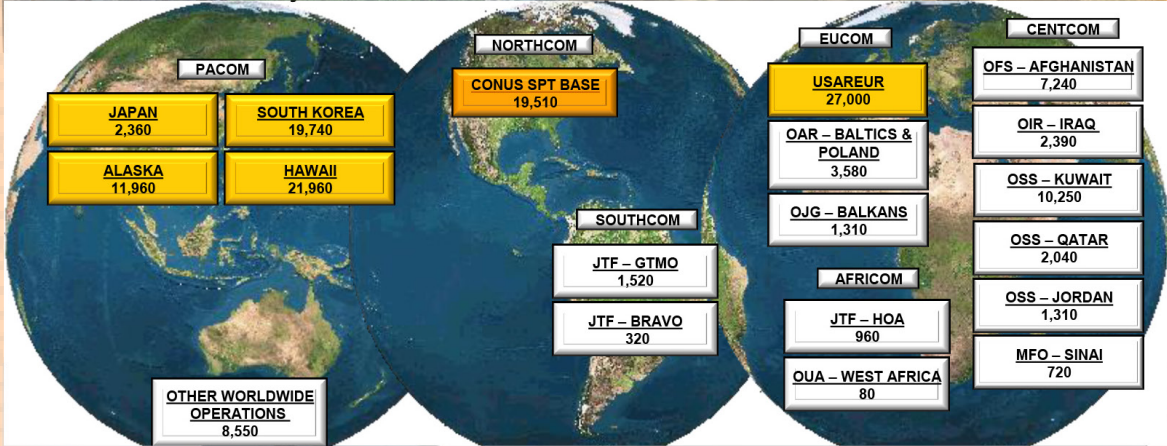 PACOM
JAPAN
2,360
SOUTH KOREA
19,740
ALASKA
11,960
HAWAII
21,960
OTHER WORLDWIDE
OPERATIONS
8,550
NORTHCOM
CONUS SPT BASE
19,510
SOUTHCOM
JTF – GTMO
1,520
JTF – BRAVO
320
EUCOM
USAREUR
27,000
OAR – BALTICS &
POLAND
3,580
OJG – BALKANS
1,310
AFRICOM
JTF – HOA
960
OUA – WEST AFRICA
80
CENTCOM
OFS – AFGHANISTAN
7,240
OIR – IRAQ
2,390
OSS – KUWAIT
10,250
OSS – QATAR
2,040
OSS – JORDAN
1,310
MFO – SINAI
720